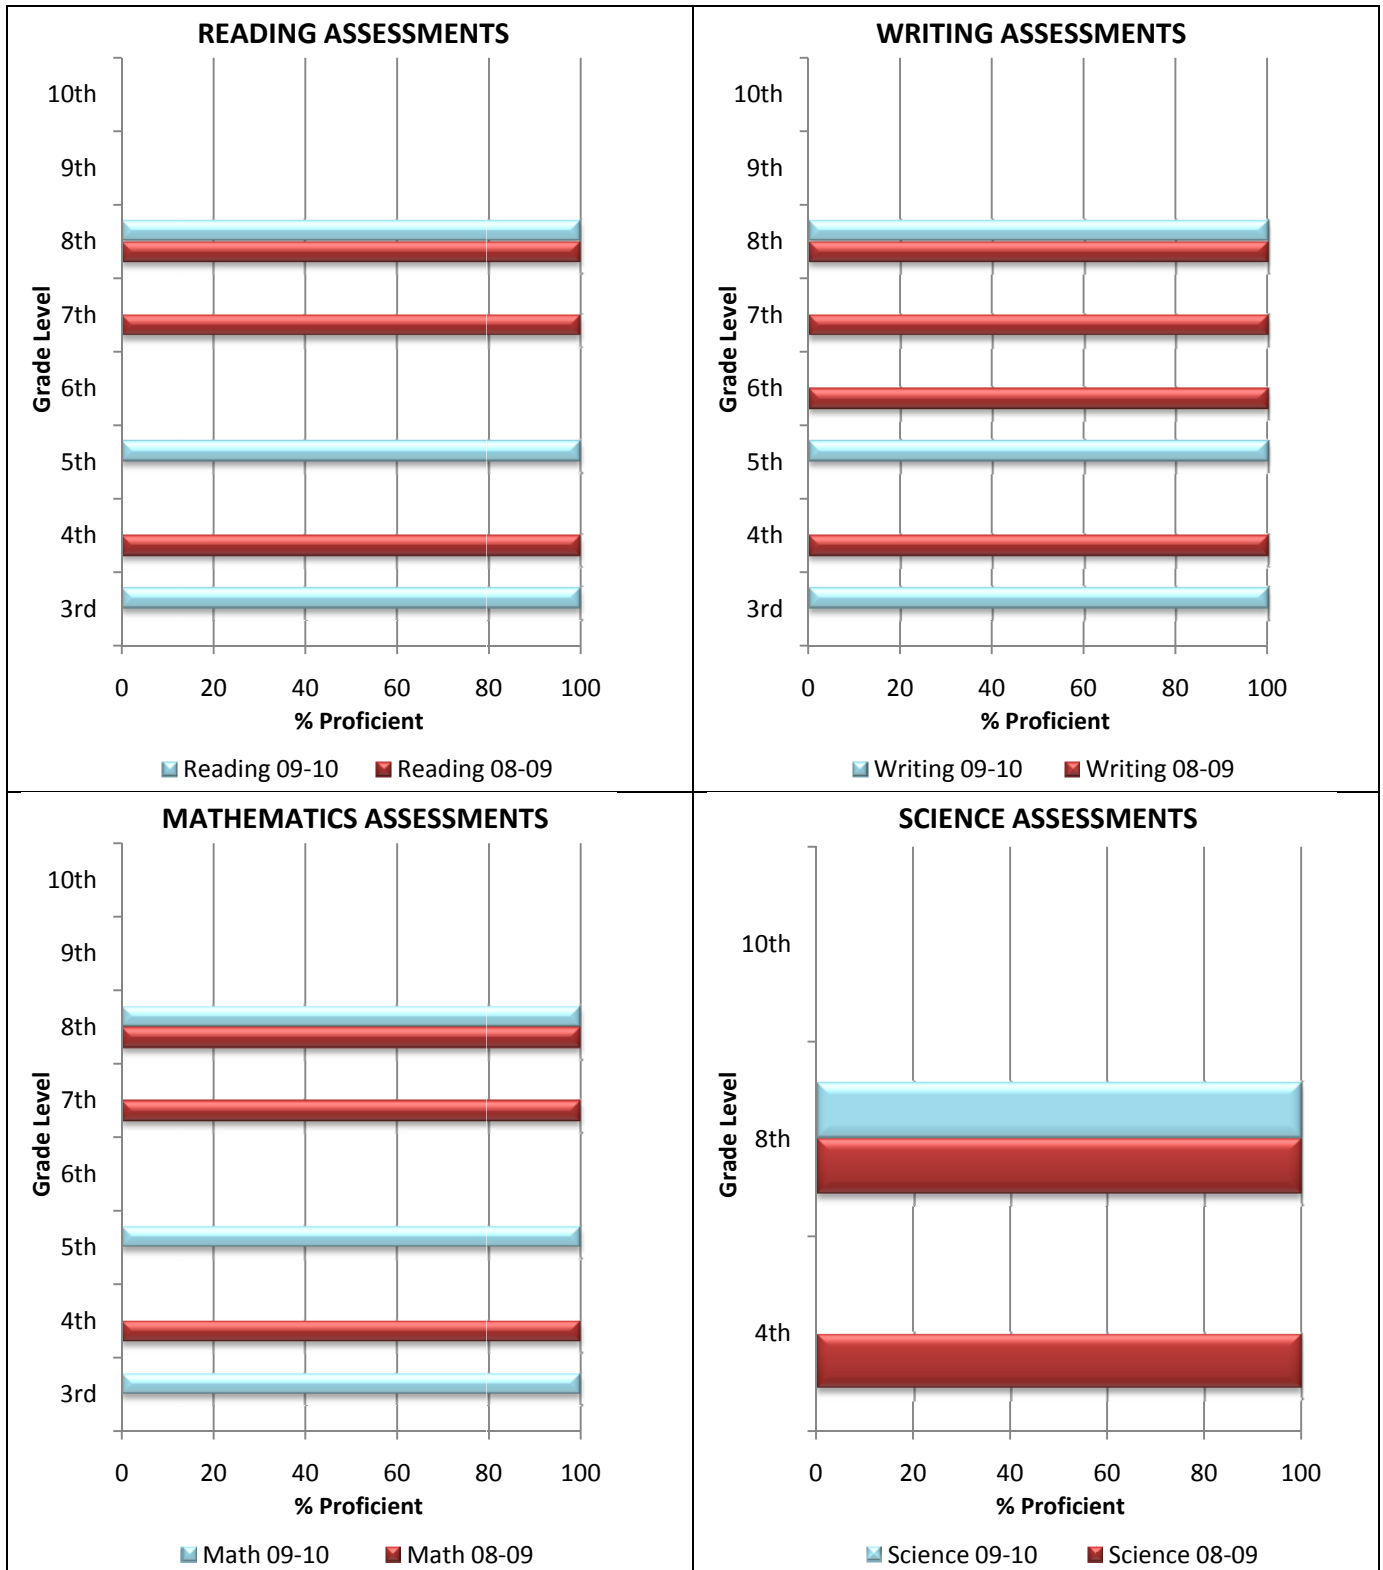 READING ASSESSMENTS
10th
9th
8th
7th
6th
5th
4th
3rd
Grade Level
0 20 40 60 80 100
% Proficient
Reading 09-10 Reading 08-09
WRITING ASSESSMENTS
10th
9th
8th
7th
6th
5th
4th
3rd
Grade Level
0 20 40 60 80 100
% Proficient
Writing 09-10 Writing 08-09
MATHEMATICS ASSESSMENTS
10th
9th
8th
7th
6th
5th
4th
3rd
Grade Level
0 20 40 60 80 100
% Proficient
Math 09-10 Math 08-09
SCIENCE ASSESSMENTS
10th
8th
4th
Grade Level
0 20 40 60 80 100
% Proficient
Science 09-10 Science 08-09